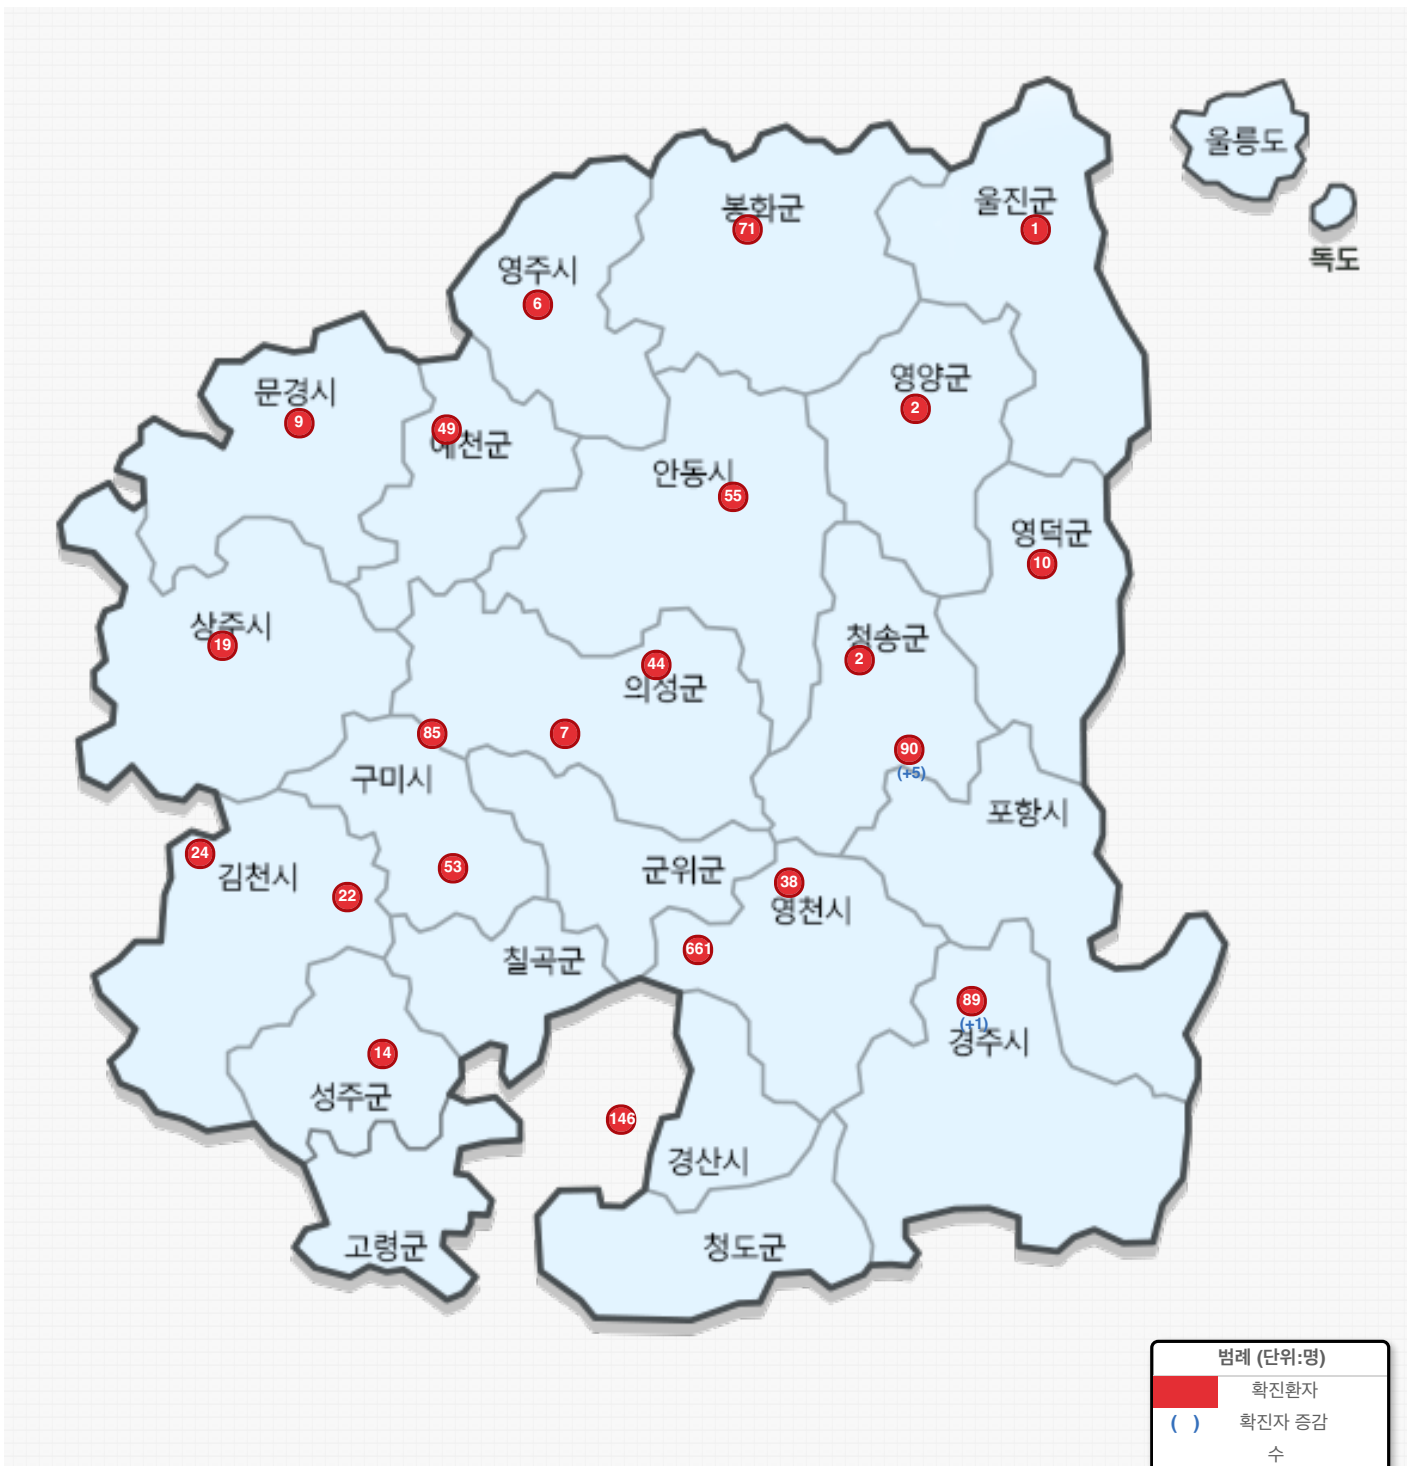 울릉도
독도
울진군
1
봉화군
71
영주시
6
영양군
2
문경시
9
49
예천군
안동시
55
영덕군
10
상주시
19
청송군
2
44
의성군
7
85
구미시
90
(+5)
포항시
24
김천시
22
53
군위군
38
영천시
661
칠곡군
89
(+1)
경주시
14
성주군
146
경산시
고령군
청도군
범례 (단위:명)
확진환자
( ) 확진자 증감
수